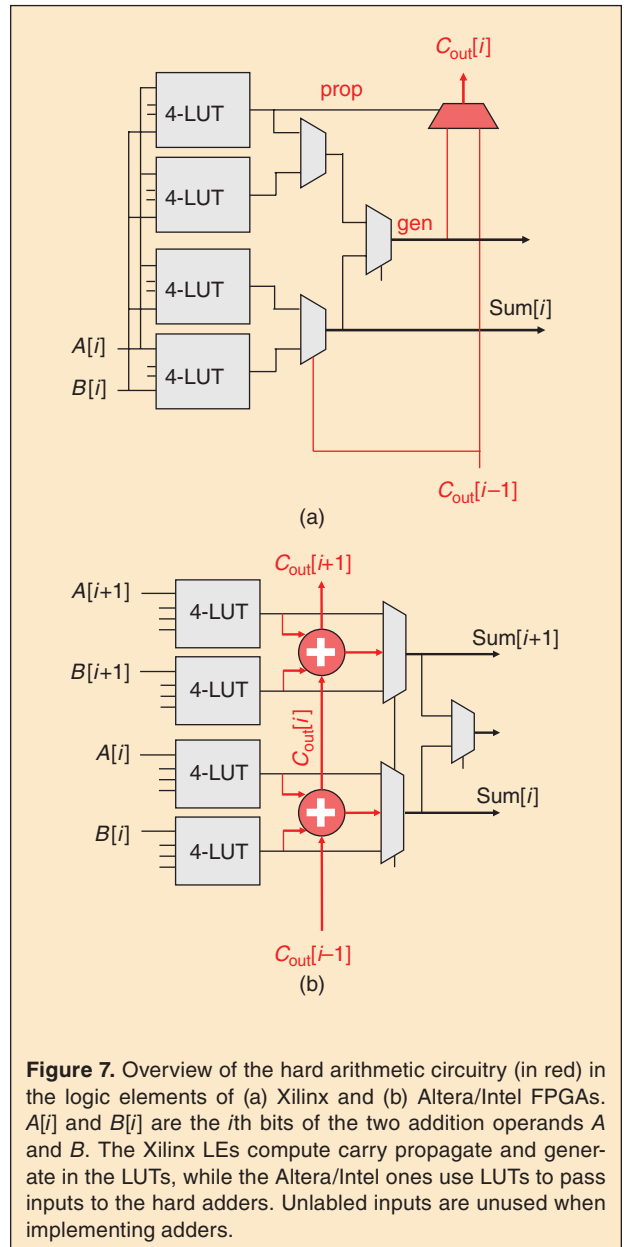 C_out[i]
prop
4-LUT
4-LUT
gen
4-LUT
Sum[i]
A[i]
4-LUT
B[i]
C_out[i–1]
(a)
C_out[i+1]
A[i+1]
4-LUT
Sum[i+1]
B[i+1]
4-LUT
C_out[i]
A[i]
4-LUT
Sum[i]
B[i]
4-LUT
C_out[i–1]
(b)
Figure 7. Overview of the hard arithmetic circuitry (in red) in
the logic elements of (a) Xilinx and (b) Altera/Intel FPGAs.
A[i] and B[i] are the ith bits of the two addition operands A
and B. The Xilinx LEs compute carry propagate and gener-
ate in the LUTs, while the Altera/Intel ones use LUTs to pass
inputs to the hard adders. Unlabled inputs are unused when
implementing adders.